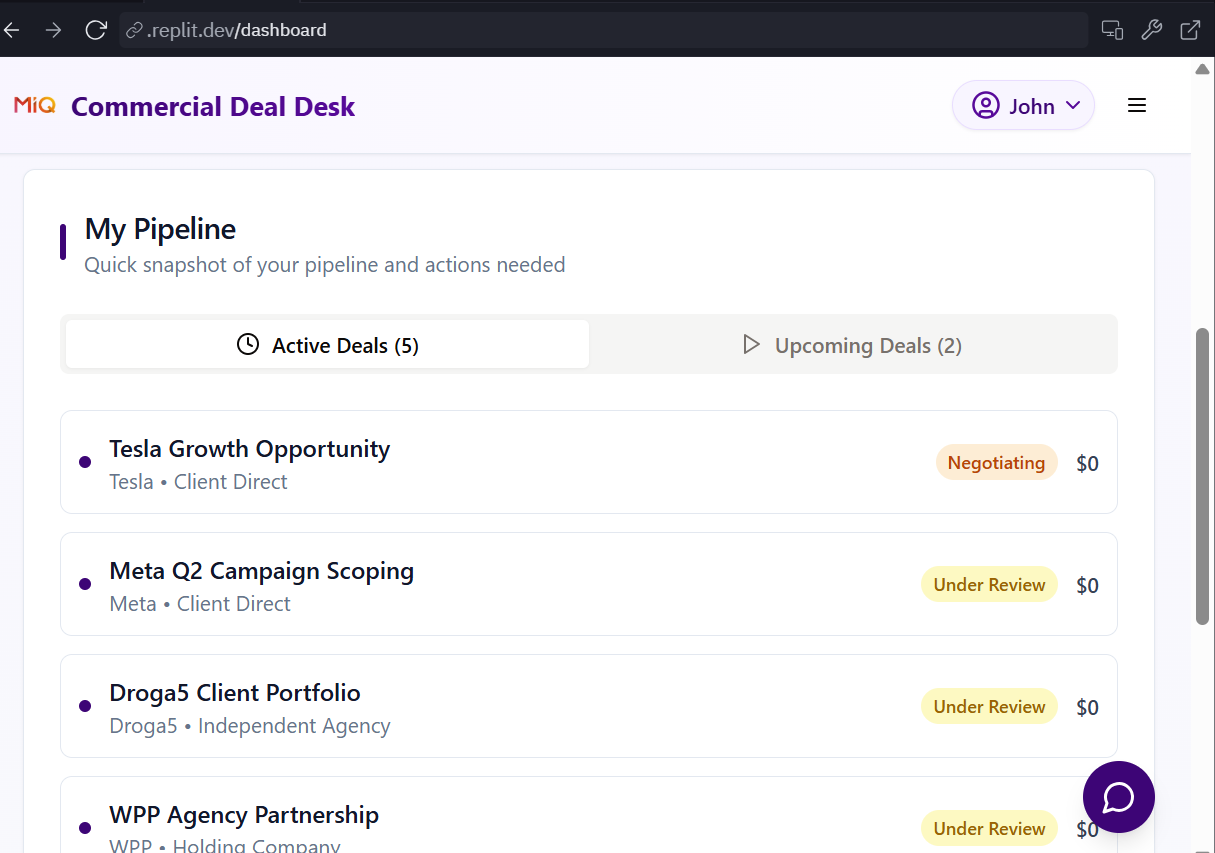 .replit.dev/dashboard
MiQ Commercial Deal Desk
John
My Pipeline
Quick snapshot of your pipeline and actions needed
Active Deals (5)
Upcoming Deals (2)
Tesla Growth Opportunity
Tesla • Client Direct
Negotiating $0
Meta Q2 Campaign Scoping
Meta • Client Direct
Under Review $0
Droga5 Client Portfolio
Droga5 • Independent Agency
Under Review $0
WPP Agency Partnership
WPP • Holding Company
Under Review $0